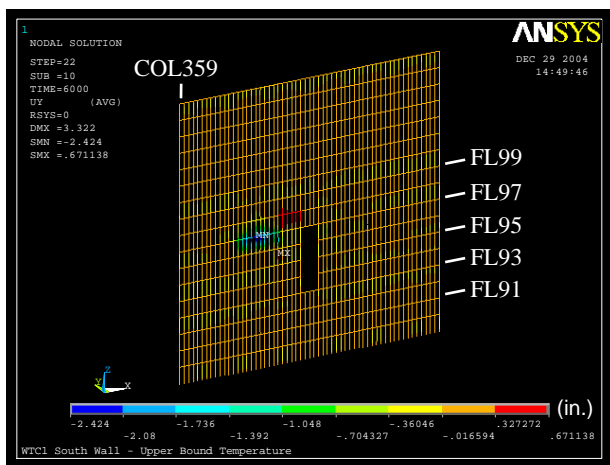 1
ANSYS
NODAL SOLUTION
DEC 29 2004
14:49:46
STEP=22
SUB =10
TIME=6000
UY (AVG)
RSYS=0
DMX =3.322
SMN =-2.424
SMX =.671138
COL359
FL99
FL97
FL95
FL93
FL91
MN
MX
Z
Y
X
(in.)
-2.424 -1.736 -1.048 -.36046 .327272
-2.08 -1.392 -.704327 -.016594 .671138
WTC1 South Wall - Upper Bound Temperature